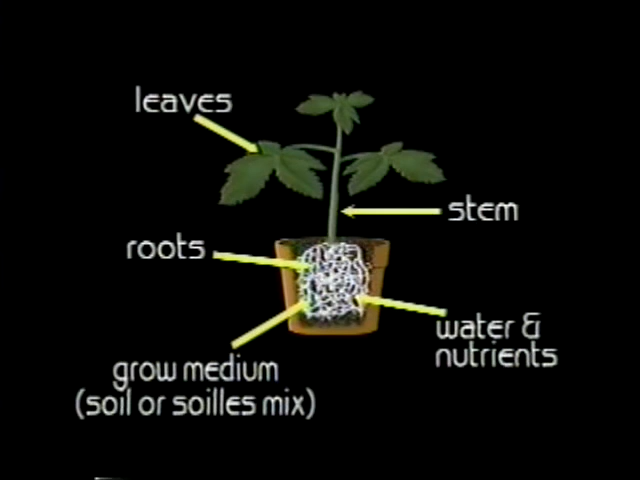 leaves
stem
roots
water &
nutrients
grow medium
(soil or soilles mix)